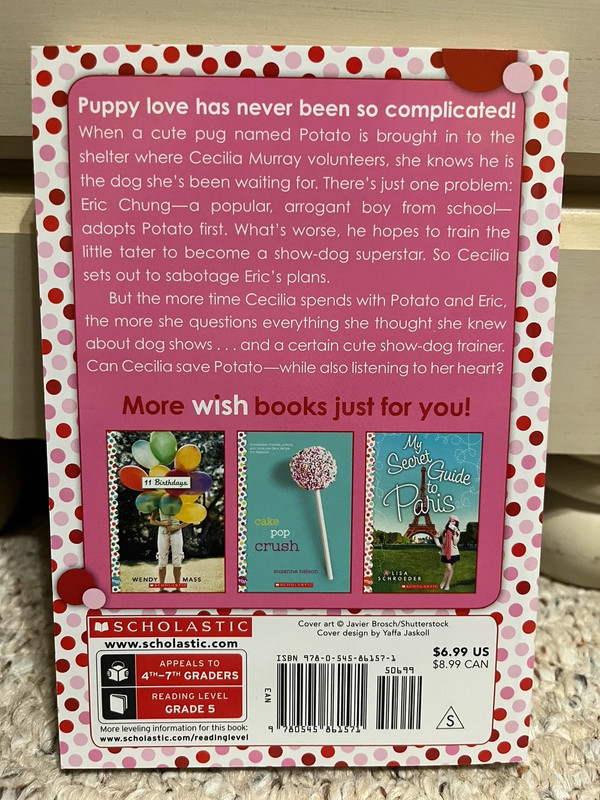 Puppy love has never been so complicated!
When a cute pug named Potato is brought in to the
shelter where Cecilia Murray volunteers, she knows he is
the dog she's been waiting for. There's just one problem:
Eric Chung—a popular, arrogant boy from school—
adopts Potato first. What's worse, he hopes to train the
little tater to become a show-dog superstar. So Cecilia
sets out to sabotage Eric's plans.
But the more time Cecilia spends with Potato and Eric,
the more she questions everything she thought she knew
about dog shows . . . and a certain cute show-dog trainer.
Can Cecilia save Potato—while also listening to her heart?
More wish books just for you!
11 Birthdays
WENDY MASS
SCHOLASTIC
cake
pop
crush
suzanne nelson
SCHOLASTIC
My
Secret
Guide
to
Paris
LISA
SCHROEDER
SCHOLASTIC
SCHOLASTIC
www.scholastic.com
APPEALS TO
4TH–7TH GRADERS
READING LEVEL
GRADE 5
More leveling information for this book:
www.scholastic.com/readinglevel
Cover art © Javier Brosch/Shutterstock
Cover design by Yaffa Jaskoll
ISBN 978-0-545-86157-1
50699
EAN
9 780545 861571
$6.99 US
$8.99 CAN
S